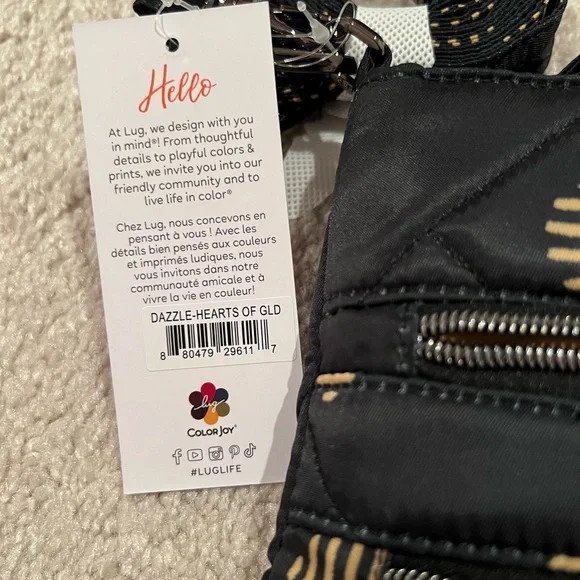 Hello
At Lug, we design with you
in mind®! From thoughtful
details to playful colors &
prints, we invite you into our
friendly community and to
live life in color®
Chez Lug, nous concevons en
pensant à vous ! Avec les
détails bien pensés aux couleurs
et imprimés ludiques, nous
vous invitons dans notre
communauté amicale et à
vivre la vie en couleur!
DAZZLE-HEARTS OF GLD
8 80479 29611 7
lug
COLOR JOY®
#LUGLIFE